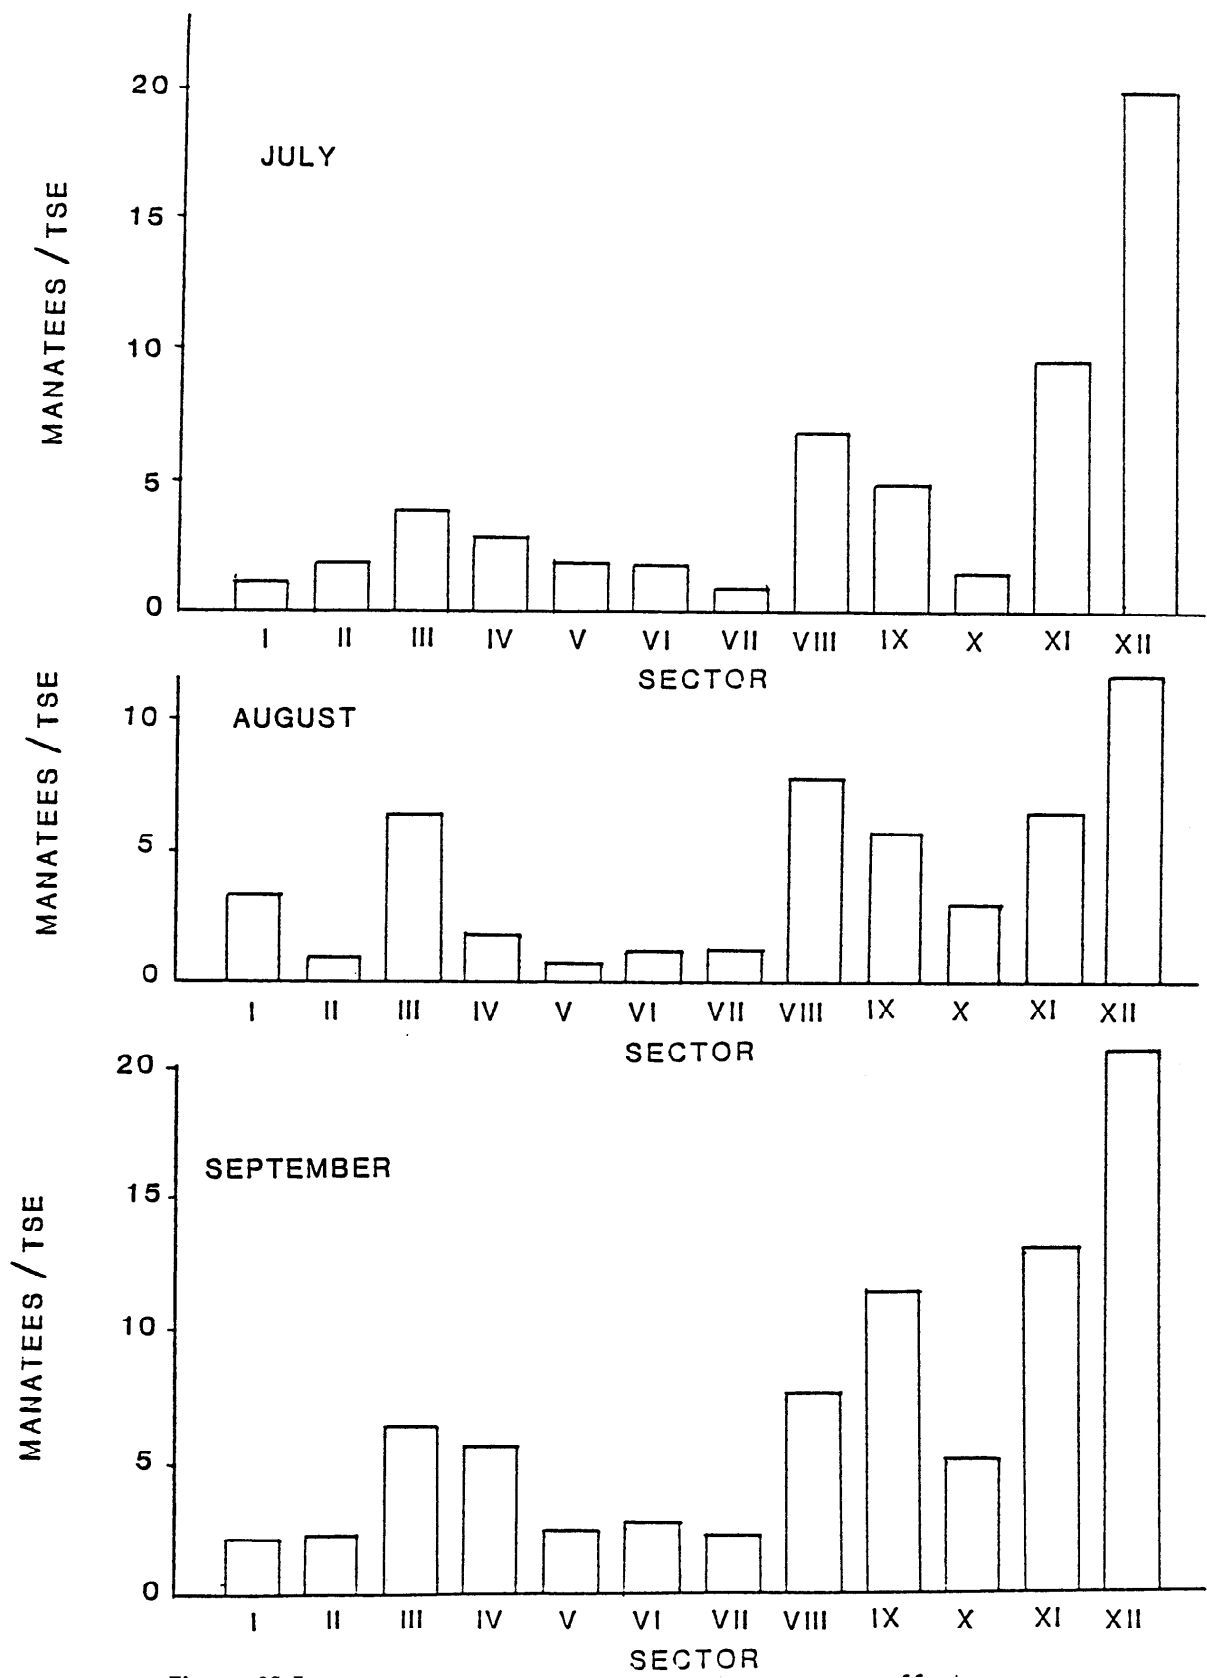 20
JULY
15
10
5
0
MANATEES / TSE
I II III IV V VI VII VIII IX X XI XII
SECTOR
10
AUGUST
5
0
MANATEES / TSE
I II III IV V VI VII VIII IX X XI XII
SECTOR
20
SEPTEMBER
15
10
5
0
MANATEES / TSE
I II III IV V VI VII VIII IX X XI XII
SECTOR